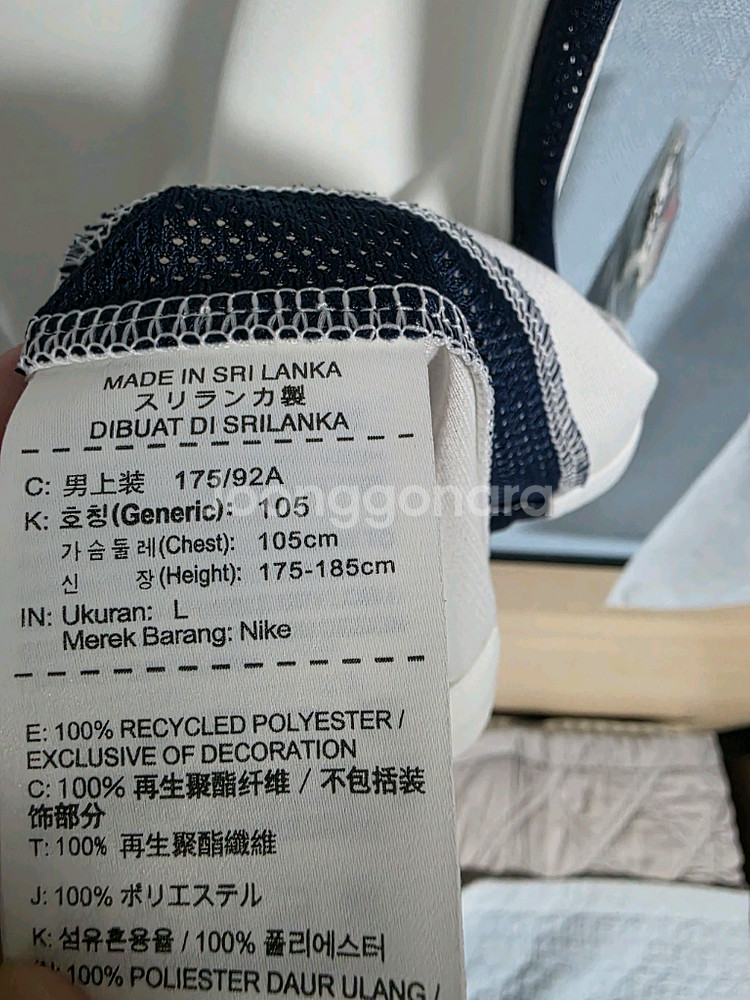 MADE IN SRI LANKA
スリランカ製
DIBUAT DI SRILANKA
C: 男上装 175/92A
K: 호칭(Generic): 105
가슴둘레(Chest): 105cm
신 장(Height): 175-185cm
IN: Ukuran: L
Merek Barang: Nike
E: 100% RECYCLED POLYESTER /
EXCLUSIVE OF DECORATION
C: 100% 再生聚酯纤维 / 不包括装
饰部分
T: 100% 再生聚酯纖維
J: 100% ポリエステル
K: 섬유혼용율 / 100% 폴리에스터
100% POLIESTER DAUR ULANG /
joonggonara